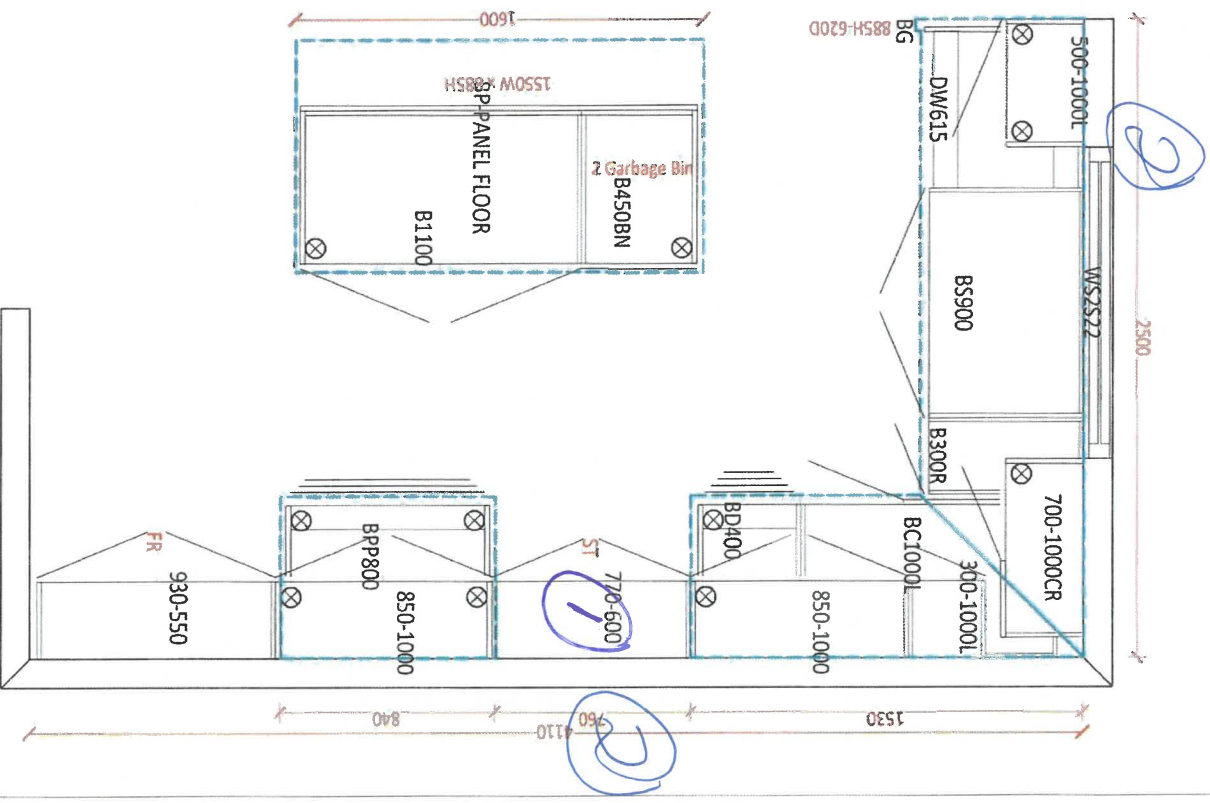 1600
1550W x 885H
BP-PANEL FLOOR
2 Garbage Bin
B450BN
B1100
885H-620D
BG
DW615
500-1000L
BS900
WS2S22
2500
B300R
700-1000CR
FR
930-550
BPP800
850-1000
ST
770-600
BD400
BC1000L
300-1000L
850-1000
840
760
1530
4110